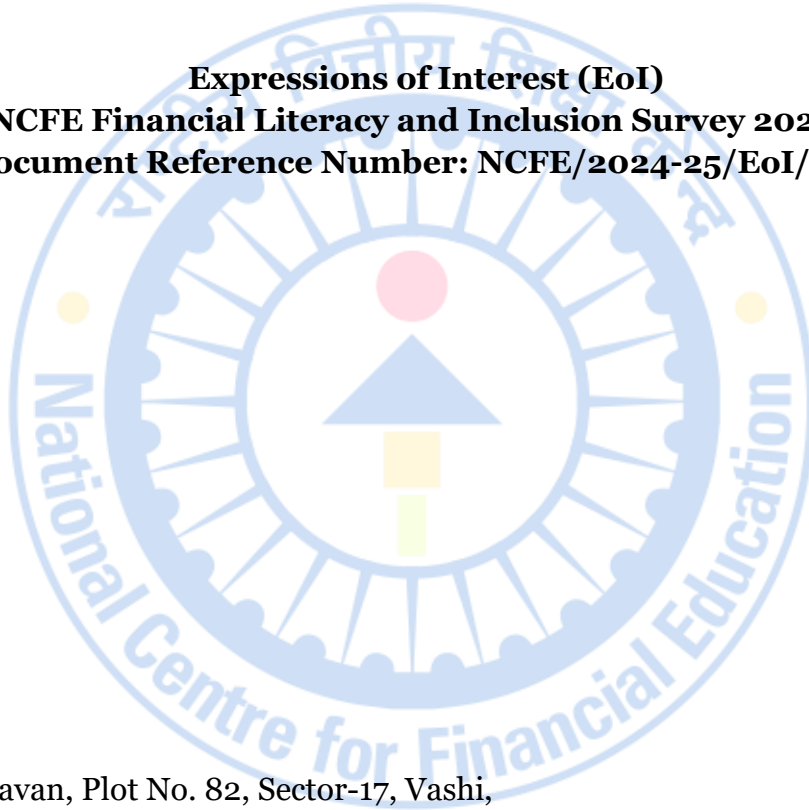 Expressions of Interest (EoI)
NCFE Financial Literacy and Inclusion Survey 202
ocument Reference Number: NCFE/2024-25/EoI/
राष्ट्रीय वित्तीय शिक्षा केन्द्र
National Centre for Financial Education
avan, Plot No. 82, Sector-17, Vashi,